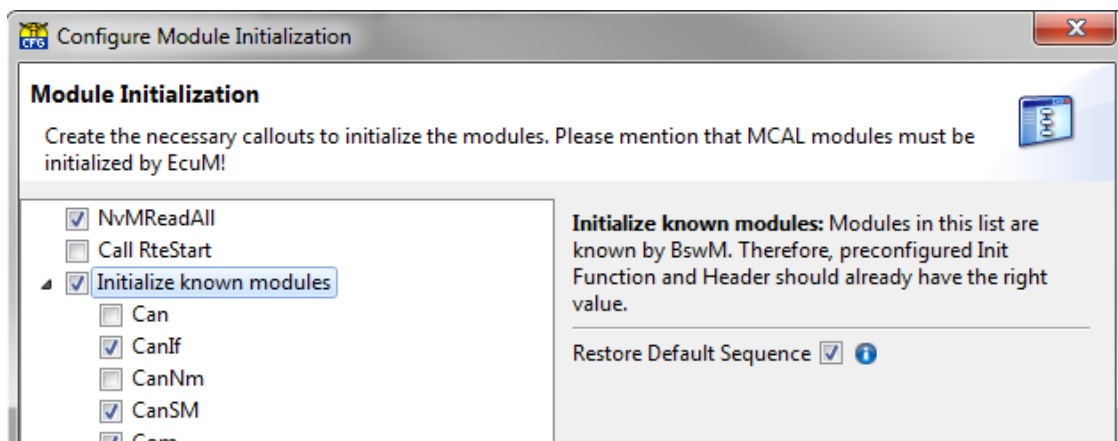 Configure Module Initialization
Module Initialization
Create the necessary callouts to initialize the modules. Please mention that MCAL modules must be
initialized by EcuM!
NvMReadAll
Call RteStart
Initialize known modules
Can
CanIf
CanNm
CanSM
Initialize known modules: Modules in this list are
known by BswM. Therefore, preconfigured Init
Function and Header should already have the right
value.
Restore Default Sequence